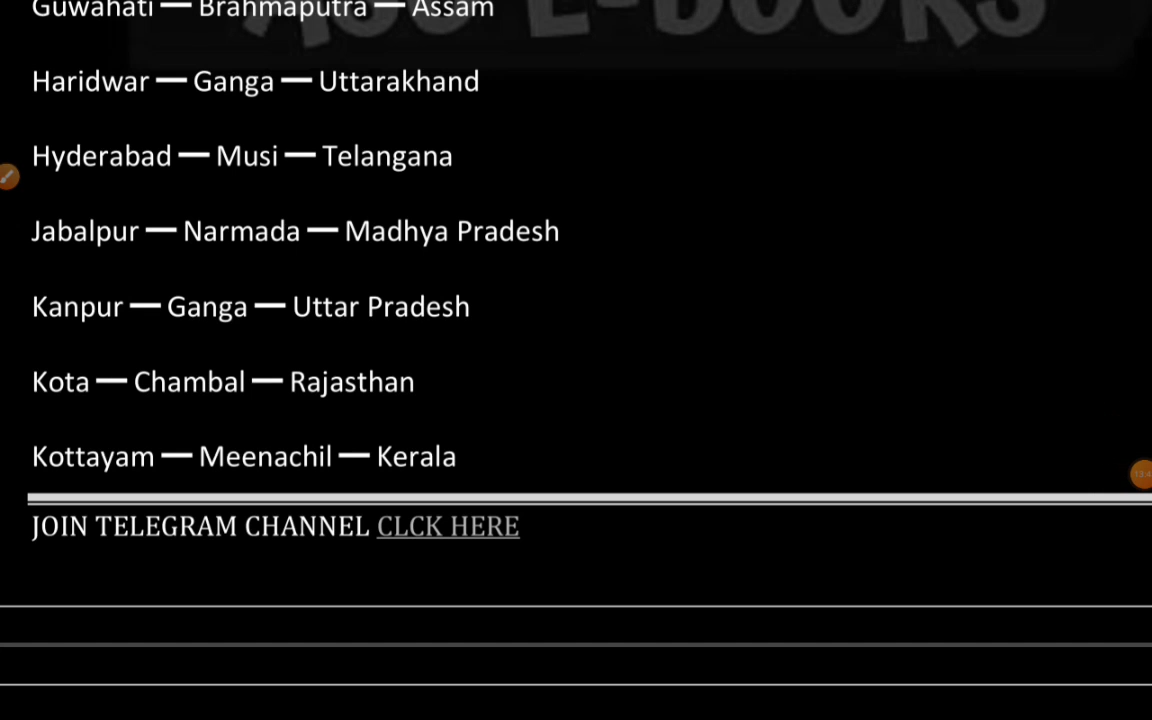 E-BOOKS
Guwahati — Brahmaputra — Assam
Haridwar — Ganga — Uttarakhand
Hyderabad — Musi — Telangana
Jabalpur — Narmada — Madhya Pradesh
Kanpur — Ganga — Uttar Pradesh
Kota — Chambal — Rajasthan
Kottayam — Meenachil — Kerala
JOIN TELEGRAM CHANNEL CLCK HERE